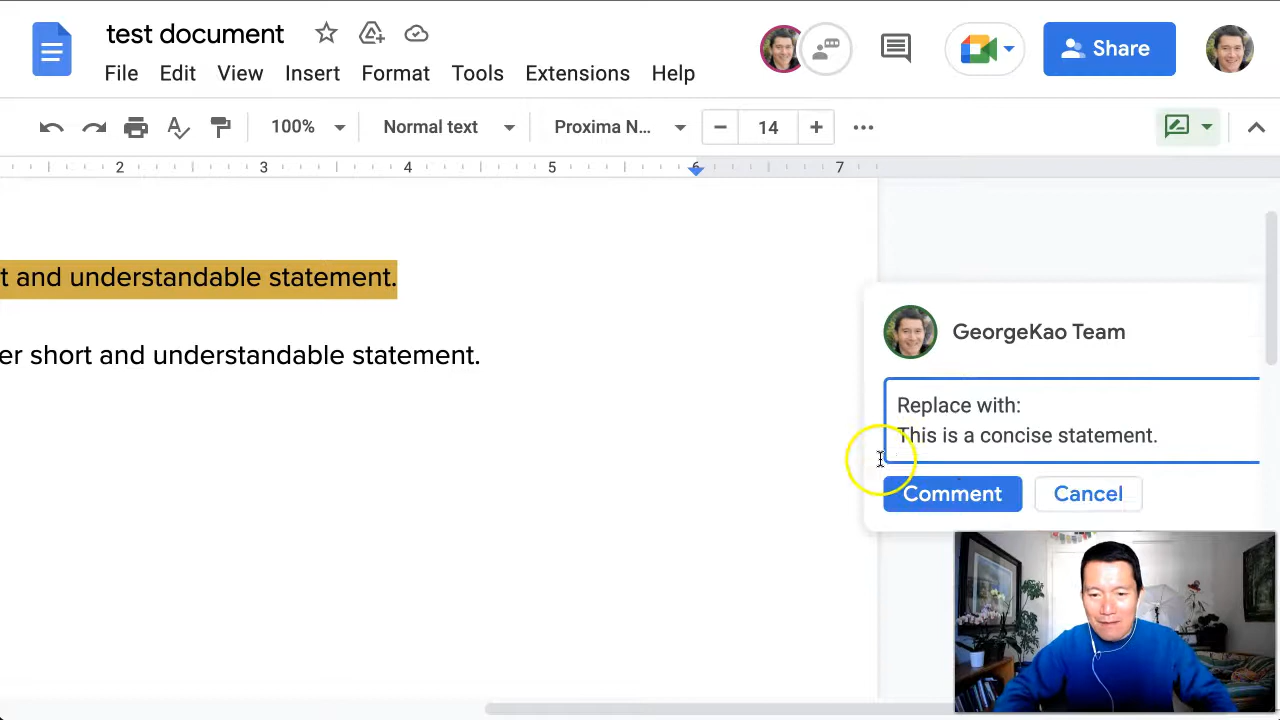 test document
File Edit View Insert Format Tools Extensions Help
Share
100% Normal text Proxima N... 14
2 3 4 5 6 7
t and understandable statement.
er short and understandable statement.
GeorgeKao Team
Replace with:
This is a concise statement.
Comment Cancel